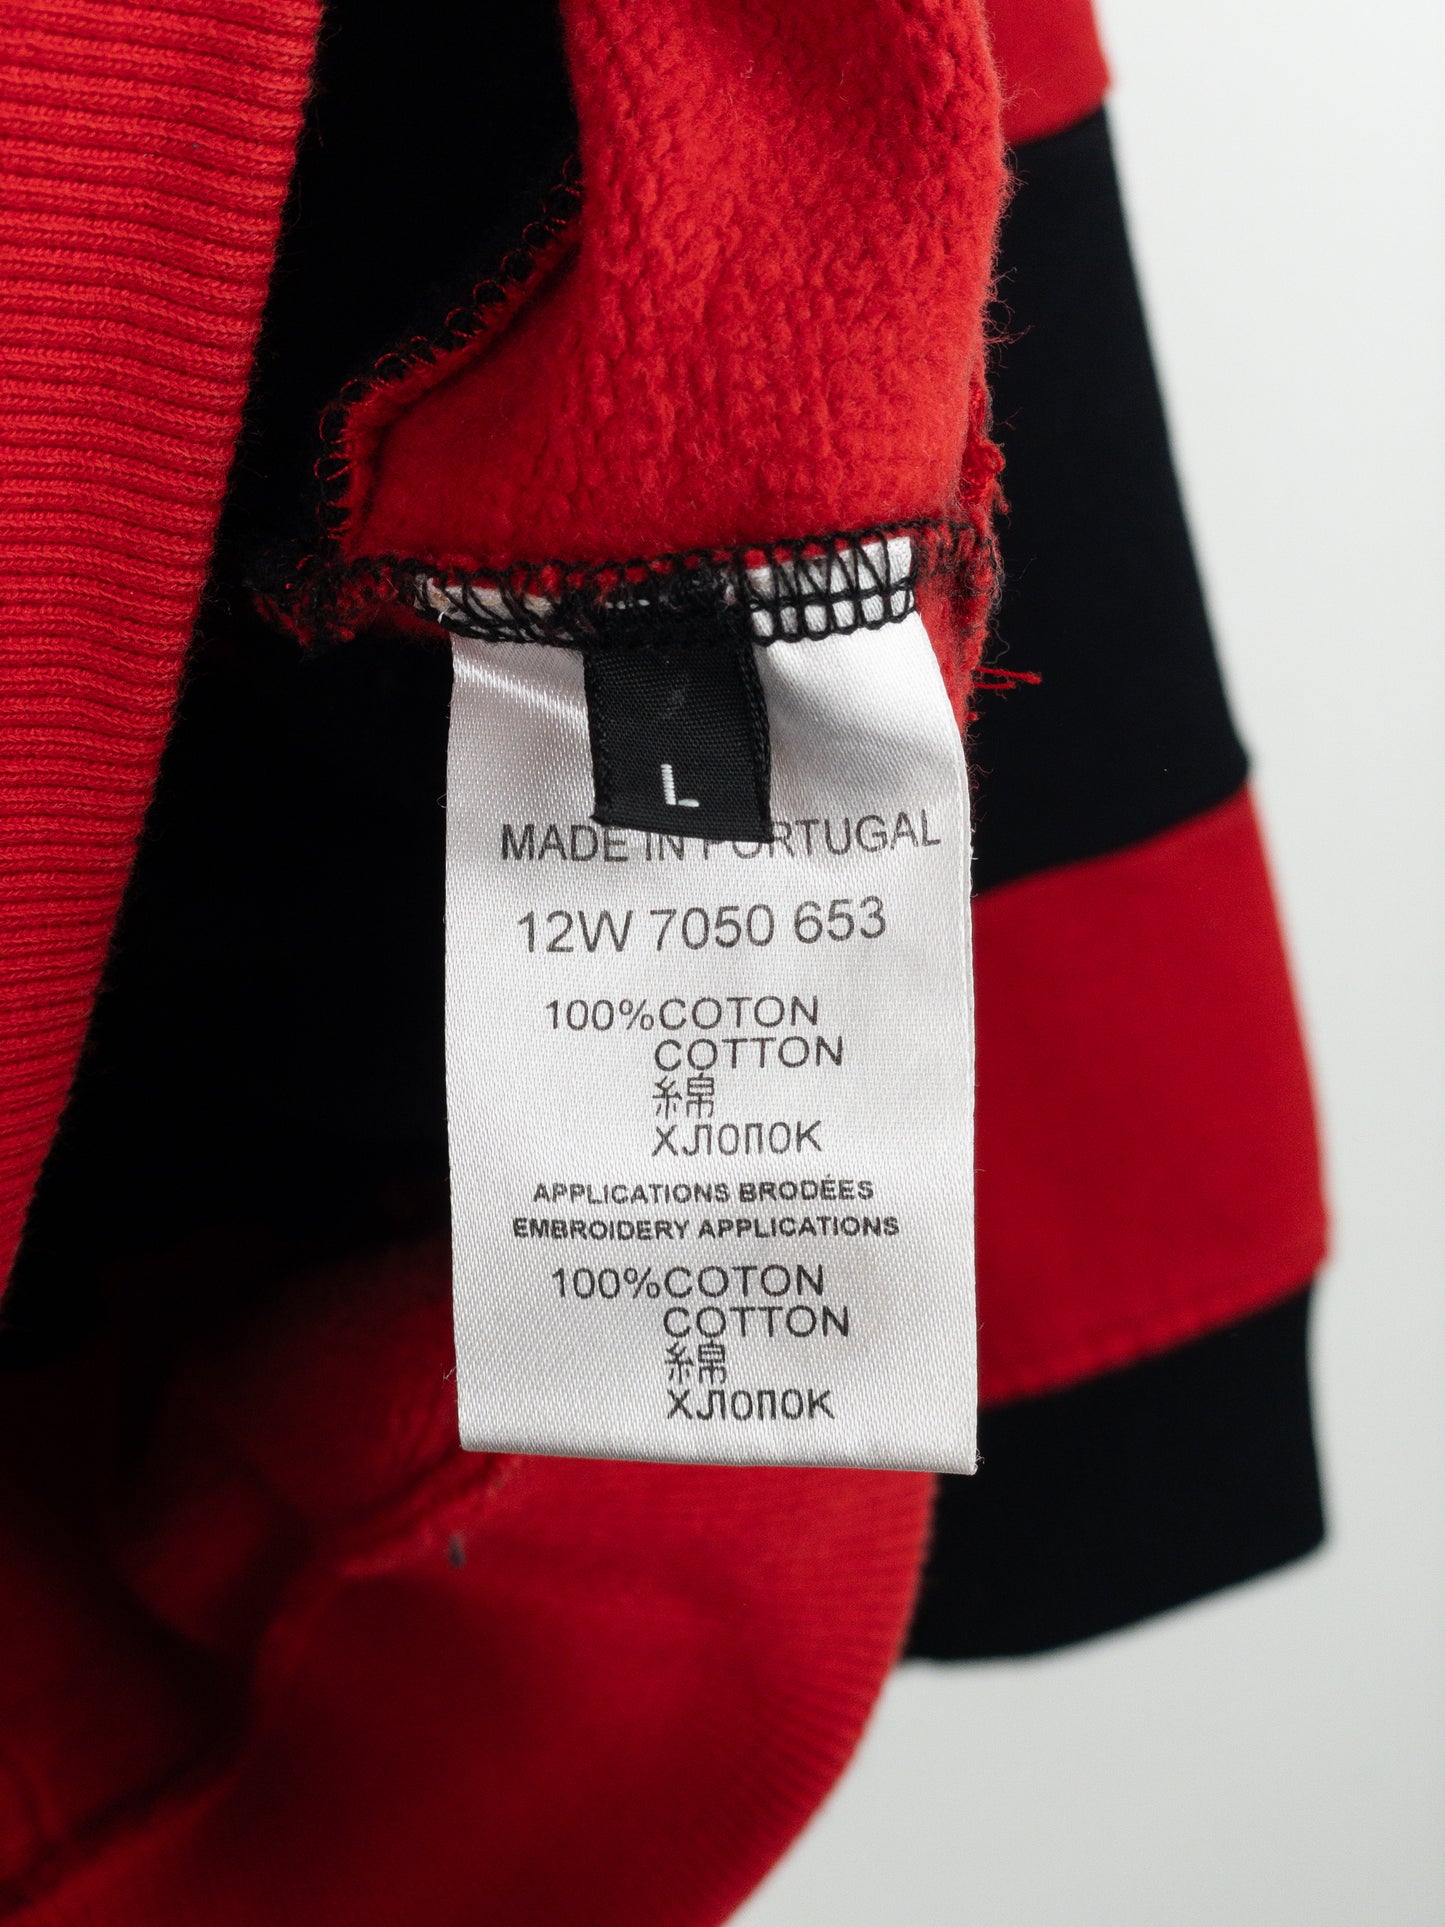 L
MADE IN PORTUGAL
12W 7050 653
100%COTON
COTTON
綿
ХЛОПОК
APPLICATIONS BRODÉES
EMBROIDERY APPLICATIONS
100%COTON
COTTON
綿
ХЛОПОК